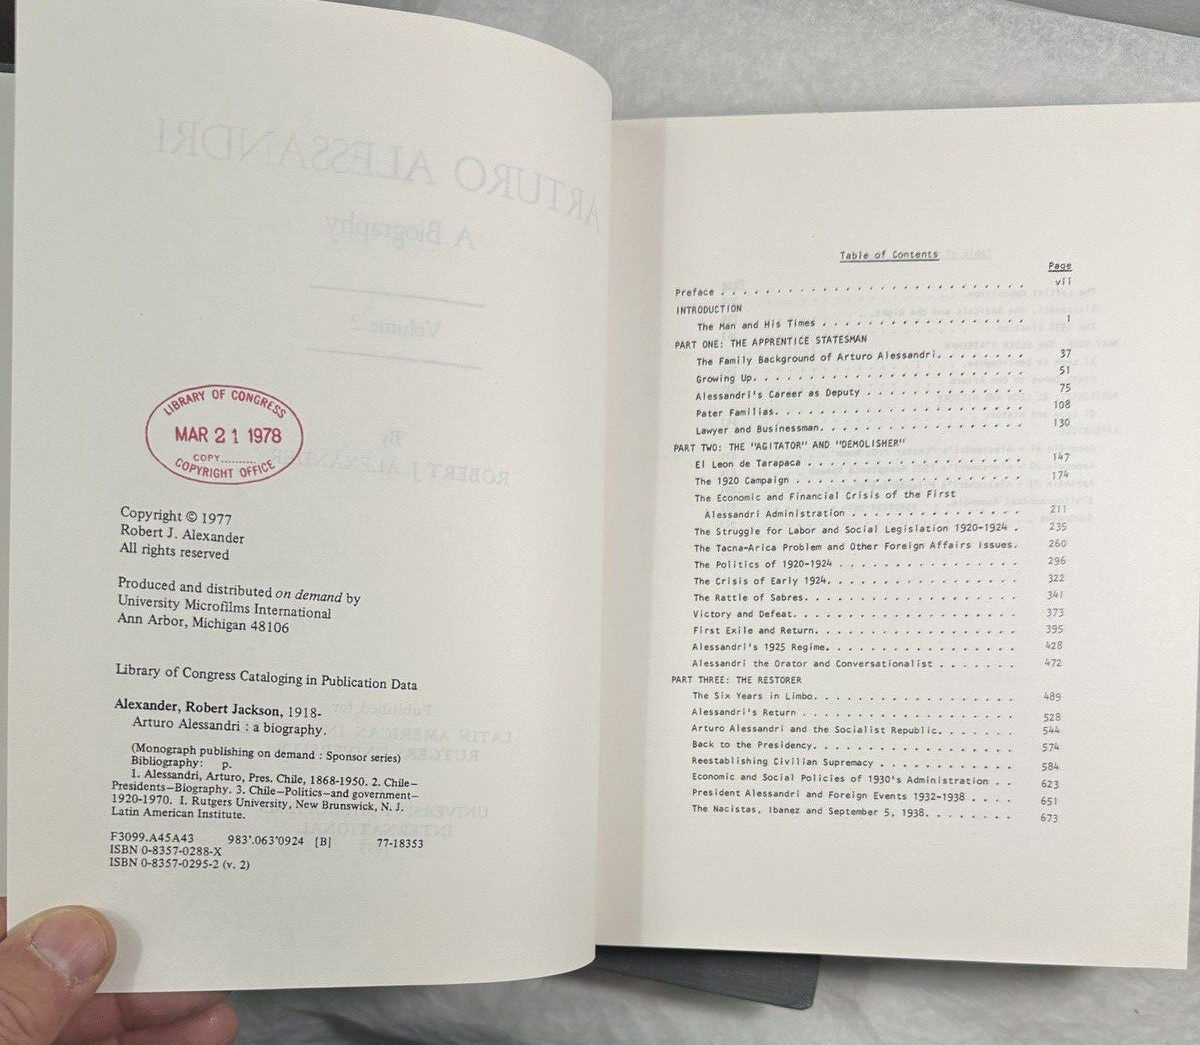 ARTURO ALESSANDRI
A Biography
Volume 2
By
ROBERT J ALEXANDER
LIBRARY OF CONGRESS
MAR 21 1978
COPY..........
COPYRIGHT OFFICE
Copyright © 1977
Robert J. Alexander
All rights reserved
Produced and distributed on demand by
University Microfilms International
Ann Arbor, Michigan 48106
Library of Congress Cataloging in Publication Data
Alexander, Robert Jackson, 1918-
Arturo Alessandri : a biography.
(Monograph publishing on demand : Sponsor series)
Bibliography: p.
1. Alessandri, Arturo, Pres. Chile, 1868-1950. 2. Chile—
Presidents—Biography. 3. Chile—Politics—and government—
1920-1970. I. Rutgers University, New Brunswick, N. J.
Latin American Institute.
F3099.A45A43 983'.063'0924 [B] 77-18353
ISBN 0-8357-0288-X
ISBN 0-8357-0295-2 (v. 2)
Table of Contents
Page
Preface . . . . . . . . . . . . . . . . . . . . . . . . vii
INTRODUCTION
The Man and His Times . . . . . . . . . . . . . . . . 1
PART ONE: THE APPRENTICE STATESMAN
The Family Background of Arturo Alessandri. . . . . . . . 37
Growing Up. . . . . . . . . . . . . . . . . . . . . . 51
Alessandri's Career as Deputy . . . . . . . . . . . . . 75
Pater Familias. . . . . . . . . . . . . . . . . . . . 108
Lawyer and Businessman. . . . . . . . . . . . . . . . 130
PART TWO: THE "AGITATOR" AND "DEMOLISHER"
El Leon de Tarapaca . . . . . . . . . . . . . . . . . 147
The 1920 Campaign . . . . . . . . . . . . . . . . . . 174
The Economic and Financial Crisis of the First
Alessandri Administration . . . . . . . . . . . . . 211
The Struggle for Labor and Social Legislation 1920-1924 . 235
The Tacna-Arica Problem and Other Foreign Affairs Issues. 260
The Politics of 1920-1924 . . . . . . . . . . . . . . 296
The Crisis of Early 1924. . . . . . . . . . . . . . . 322
The Rattle of Sabres. . . . . . . . . . . . . . . . . 341
Victory and Defeat. . . . . . . . . . . . . . . . . . 373
First Exile and Return. . . . . . . . . . . . . . . . 395
Alessandri's 1925 Regime. . . . . . . . . . . . . . . 428
Alessandri the Orator and Conversationalist . . . . . . 472
PART THREE: THE RESTORER
The Six Years in Limbo. . . . . . . . . . . . . . . . 489
Alessandri's Return . . . . . . . . . . . . . . . . . 528
Arturo Alessandri and the Socialist Republic. . . . . . 544
Back to the Presidency. . . . . . . . . . . . . . . . 574
Reestablishing Civilian Supremacy . . . . . . . . . . . 584
Economic and Social Policies of 1930's Administration . . 623
President Alessandri and Foreign Events 1932-1938 . . . . 651
The Nacistas, Ibanez and September 5, 1938. . . . . . . 673